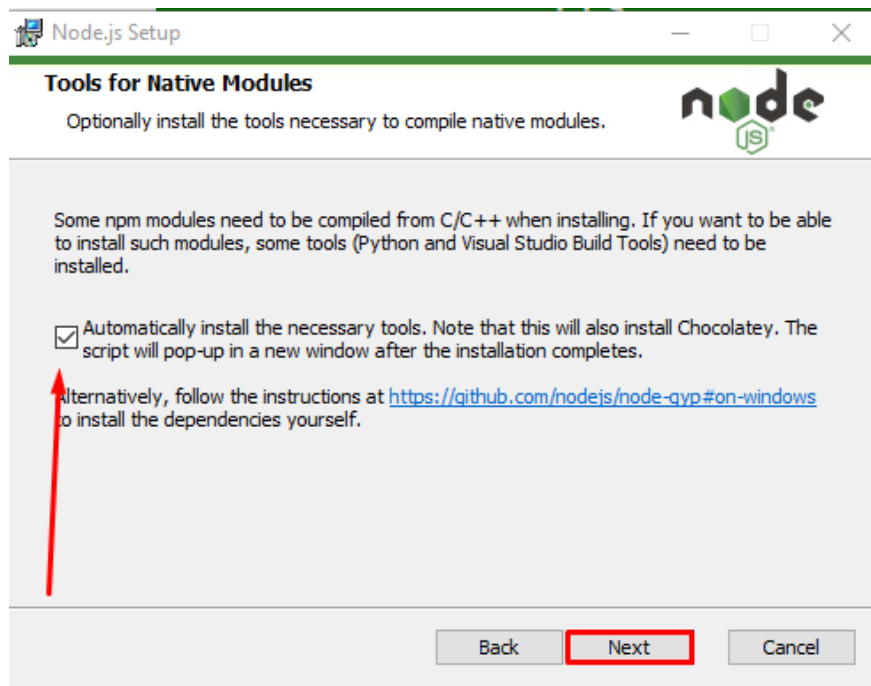 Node.js Setup
Tools for Native Modules
Optionally install the tools necessary to compile native modules.
node
JS
Some npm modules need to be compiled from C/C++ when installing. If you want to be able
to install such modules, some tools (Python and Visual Studio Build Tools) need to be
installed.
Automatically install the necessary tools. Note that this will also install Chocolatey. The
script will pop-up in a new window after the installation completes.
Alternatively, follow the instructions at https://github.com/nodejs/node-gyp#on-windows
to install the dependencies yourself.
Back
Next
Cancel